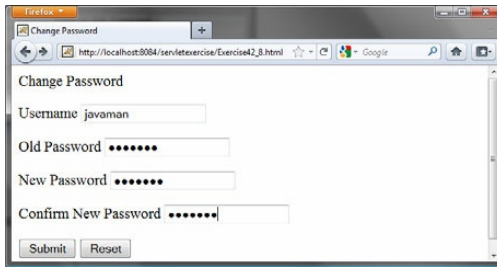 Firefox
Change Password
http://localhost:8084/servletexercise/Exercise42_8.html
Google
Change Password
Username javaman
Old Password •••••••
New Password •••••••
Confirm New Password •••••••
Submit Reset